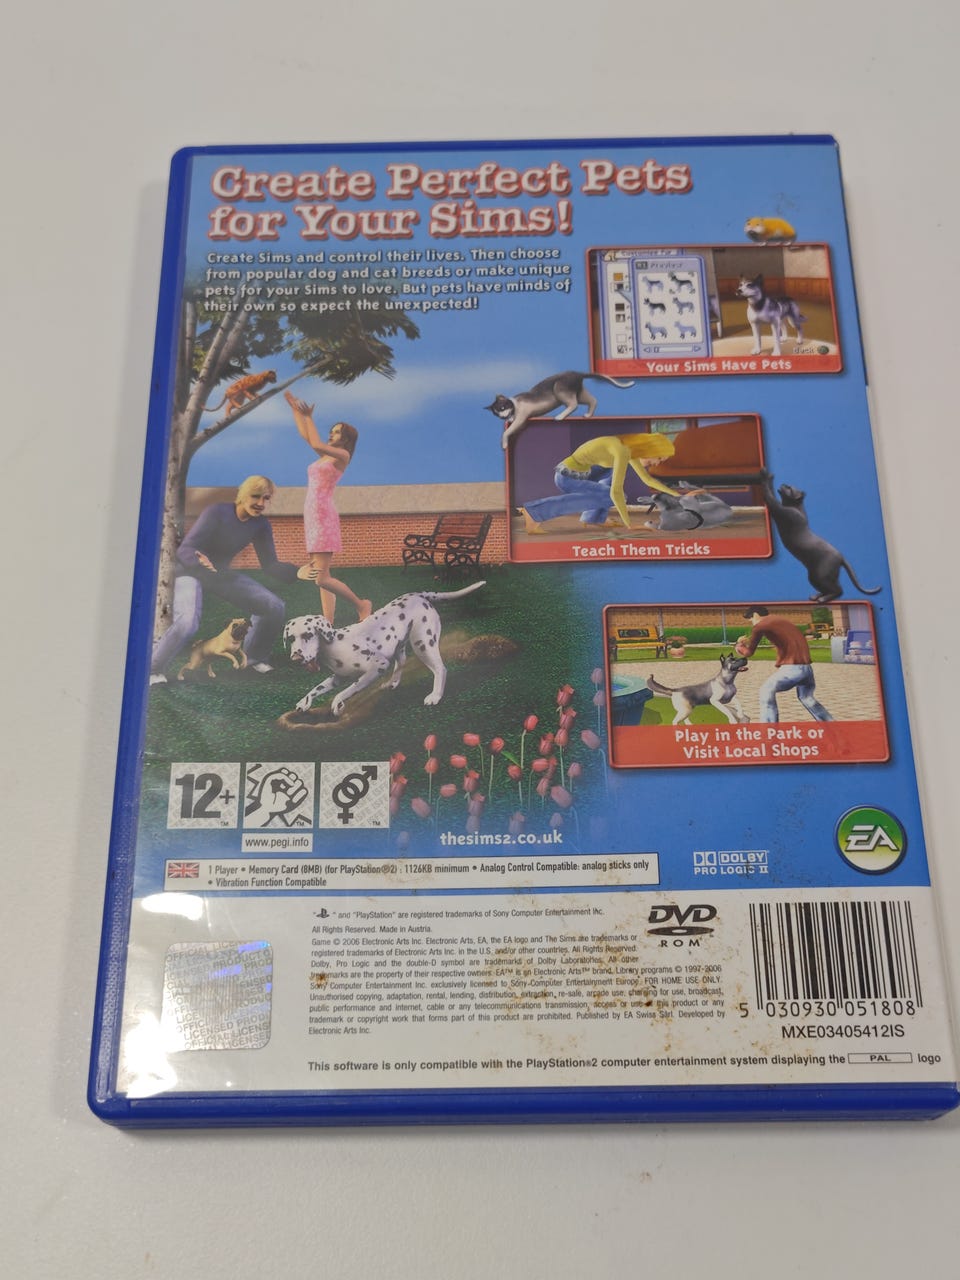 Create Perfect Pets
for Your Sims!
Create Sims and control their lives. Then choose
from popular dog and cat breeds or make unique
pets for your Sims to love. But pets have minds of
their own so expect the unexpected!
Preview
Back
Your Sims Have Pets
Teach Them Tricks
Play in the Park or
Visit Local Shops
12+
TM
TM
TM
www.pegi.info
thesims2.co.uk
EA
DOLBY
PRO LOGIC II
1 Player • Memory Card (8MB) (for PlayStation®2) : 1126KB minimum • Analog Control Compatible: analog sticks only
• Vibration Function Compatible
" and "PlayStation" are registered trademarks of Sony Computer Entertainment Inc.
All Rights Reserved. Made in Austria.
Game © 2006 Electronic Arts Inc. Electronic Arts, EA, the EA logo and The Sims are trademarks or
registered trademarks of Electronic Arts Inc. in the U.S. and/or other countries. All Rights Reserved.
Dolby, Pro Logic and the double-D symbol are trademarks of Dolby Laboratories. All other
trademarks are the property of their respective owners. EA™ is an Electronic Arts™ brand. Library programs © 1997-2006
Sony Computer Entertainment Inc. exclusively licensed to Sony Computer Entertainment Europe. FOR HOME USE ONLY.
Unauthorised copying, adaptation, rental, lending, distribution, extraction, re-sale, arcade use, charging for use, broadcast,
public performance and internet, cable or any telecommunications transmission, access or use of this product or any
trademark or copyright work that forms part of this product are prohibited. Published by EA Swiss Sàrl. Developed by
Electronic Arts Inc.
DVD
ROM
5 030930 051808
MXE03405412IS
This software is only compatible with the PlayStation®2 computer entertainment system displaying the PAL logo